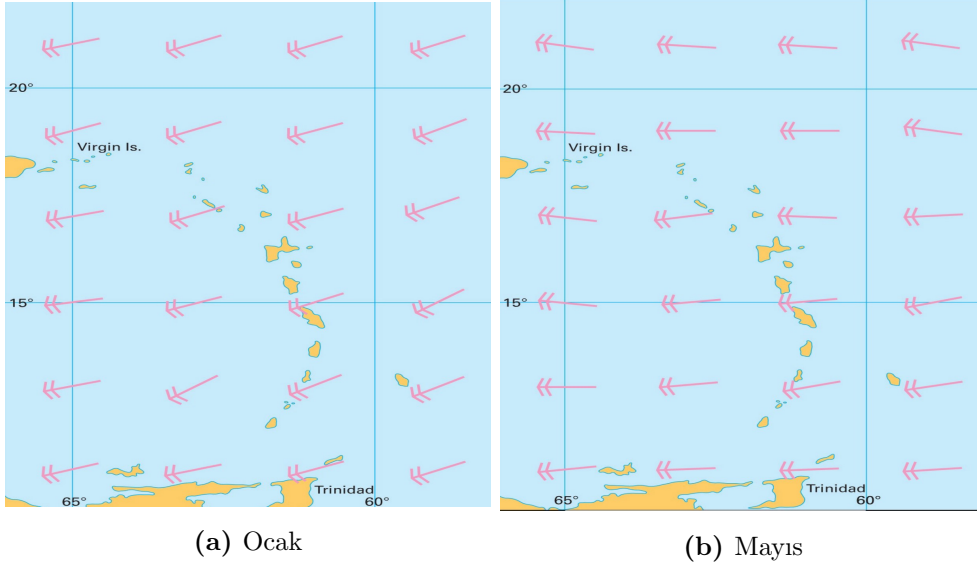 20°
Virgin Is.
15°
65°
60°
Trinidad
(a) Ocak
20°
Virgin Is.
15°
65°
60°
Trinidad
(b) Mayıs